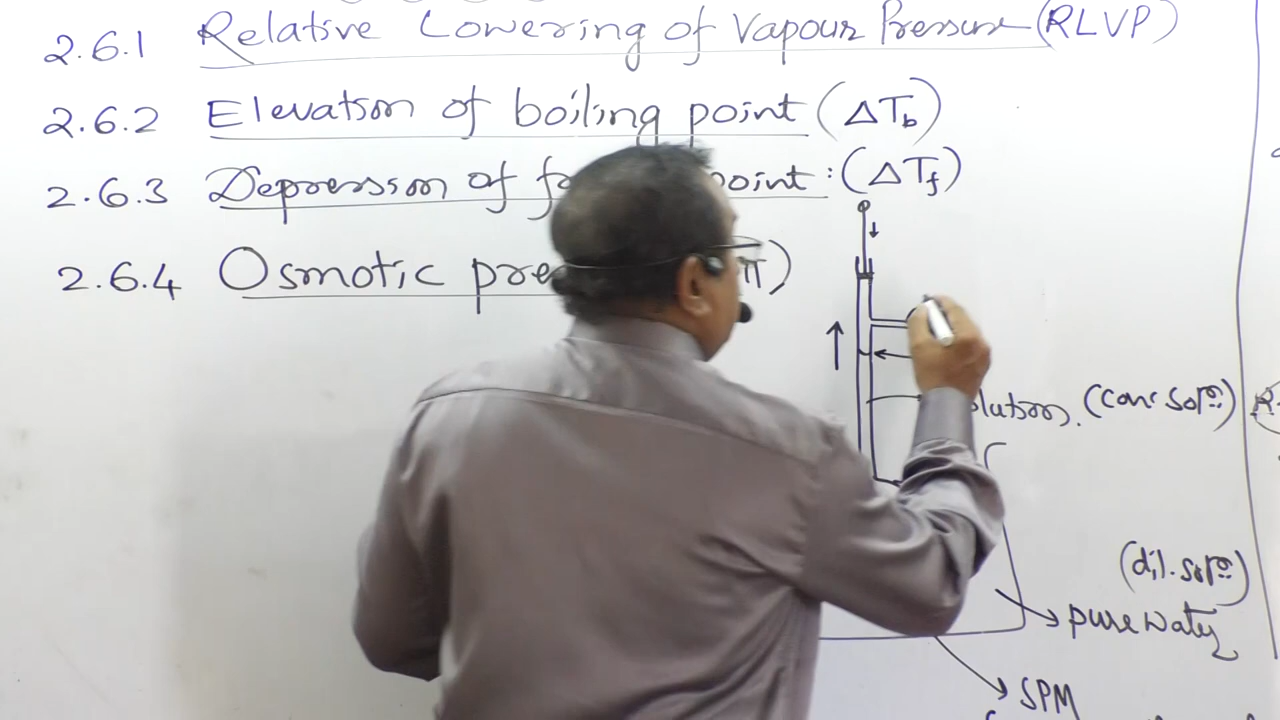 2.6.1 Relative Lowering of Vapour Pressure (RLVP)
2.6.2 Elevation of boiling point (ΔTb)
2.6.3 Depression of point : (ΔTf)
2.6.4 Osmotic
(Conc Solⁿ)
(dil. solⁿ)
pure water
SPM